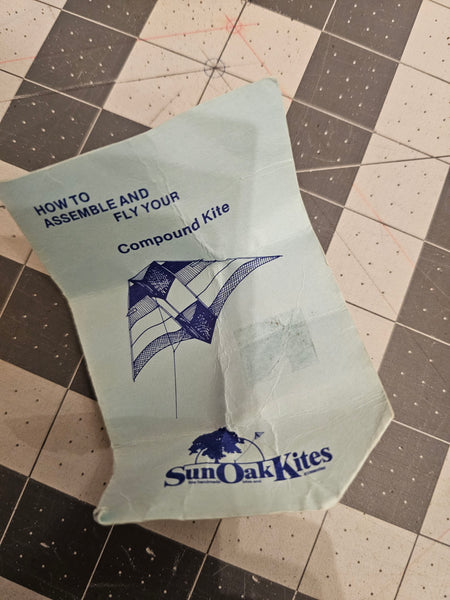 HOW TO
ASSEMBLE AND
FLY YOUR
Compound Kite
SunOakKites